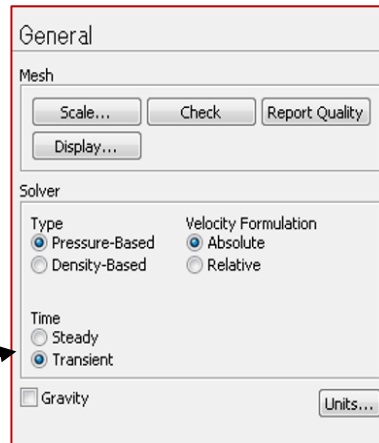 General
Mesh
Scale... Check Report Quality
Display...
Solver
Type Velocity Formulation
Pressure-Based Absolute
Density-Based Relative
Time
Steady
Transient
Gravity Units...